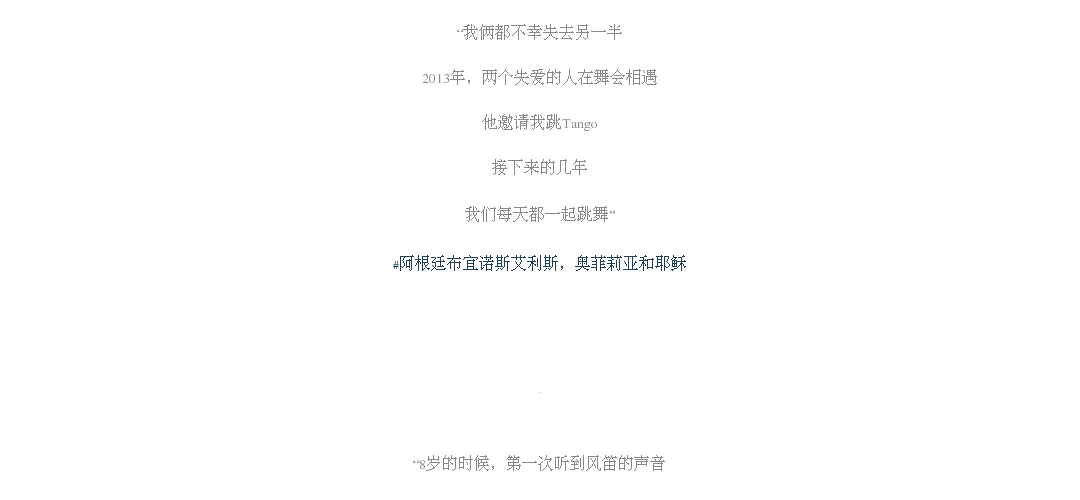 “我俩都不幸失去另一半
2013年，两个失爱的人在舞会相遇
他邀请我跳Tango
接下来的几年
我们每天都一起跳舞”
#阿根廷布宜诺斯艾利斯，奥菲莉亚和耶稣
.
“8岁的时候，第一次听到风笛的声音